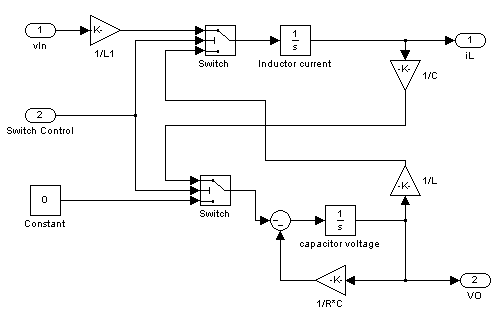 1
vIn
K-
1/L1
Switch
1
s
Inductor current
1
iL
-K-
1/C
2
Switch Control
0
Constant
Switch
1
s
capacitor voltage
-K-
1/L
-K-
1/R*C
2
VO